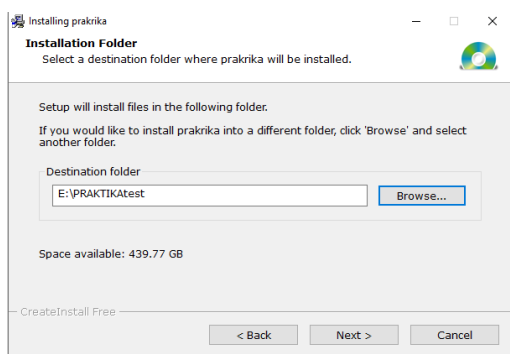 Installing prakrika
Installation Folder
Select a destination folder where prakrika will be installed.
Setup will install files in the following folder.
If you would like to install prakrika into a different folder, click 'Browse' and select
another folder.
Destination folder
E:\PRAKTIKAtest
Browse...
Space available: 439.77 GB
CreateInstall Free
< Back
Next >
Cancel